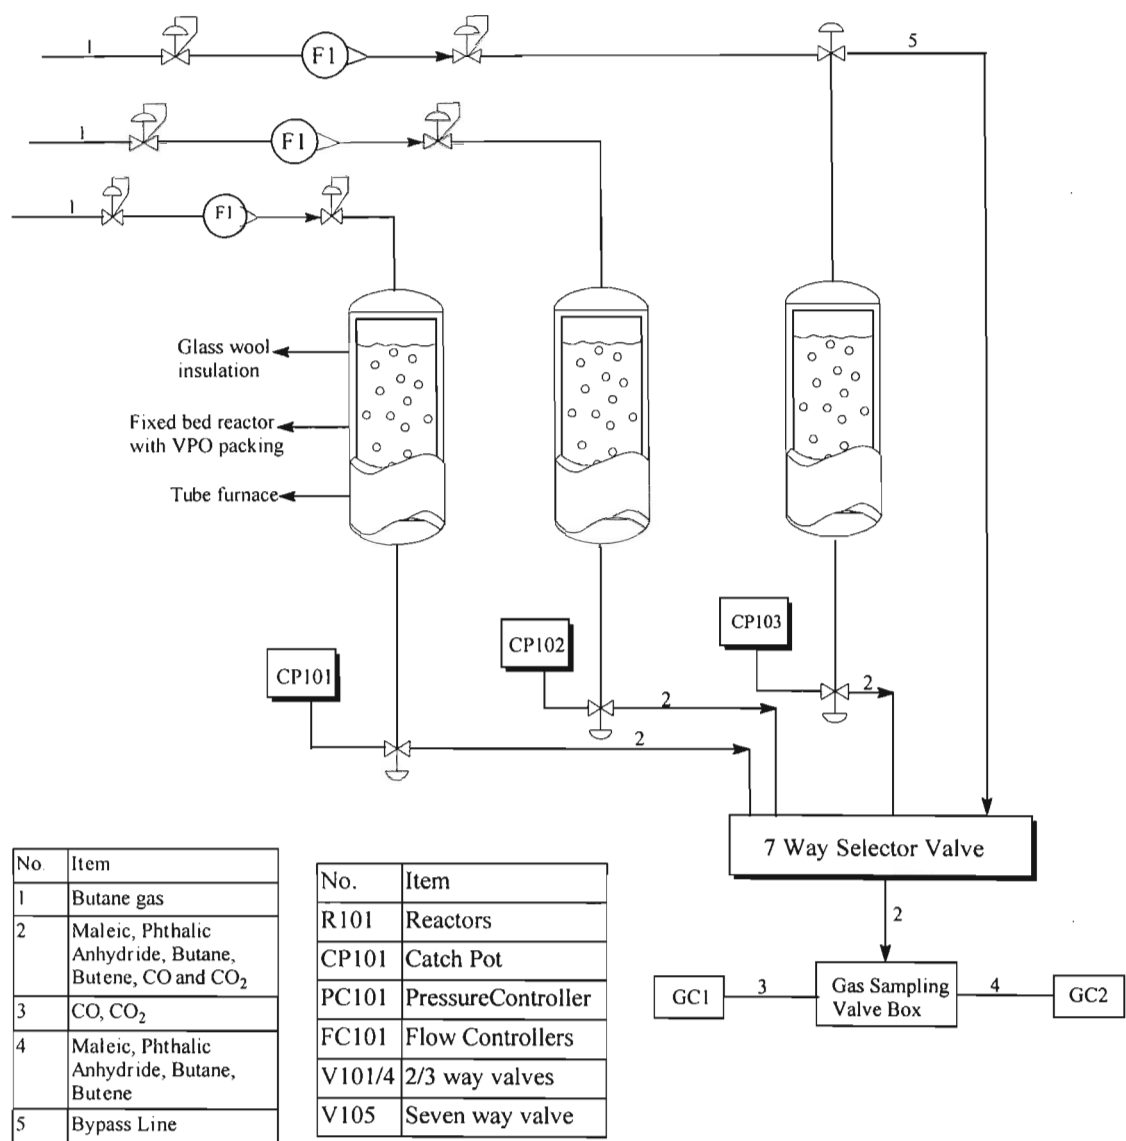 1
F1
5
1
F1
1
F1
Glass wool
insulation
Fixed bed reactor
with VPO packing
Tube furnace
CP103
CP102
CP101
2
2
2
7 Way Selector Valve
2
GC1
3
Gas Sampling
Valve Box
4
GC2
No. Item
1 Butane gas
2 Maleic, Phthalic
Anhydride, Butane,
Butene, CO and CO2
3 CO, CO2
4 Maleic, Phthalic
Anhydride, Butane,
Butene
5 Bypass Line
No. Item
R101 Reactors
CP101 Catch Pot
PC101 PressureController
FC101 Flow Controllers
V101/4 2/3 way valves
V105 Seven way valve